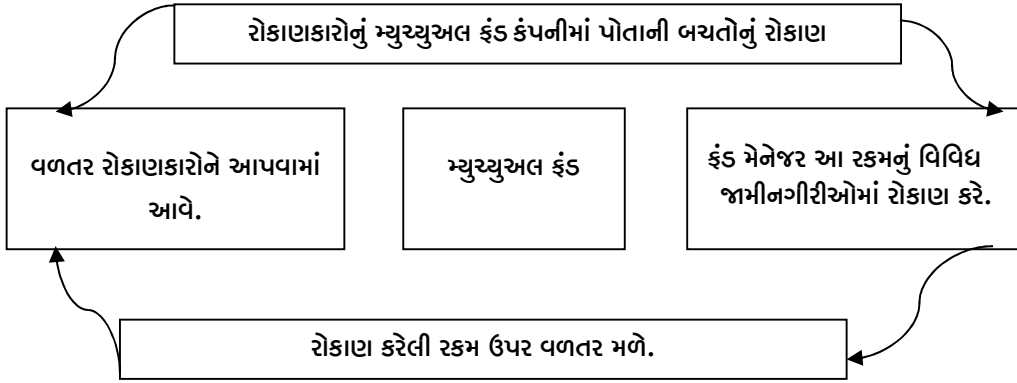 રોકાણકારોનું મ્યુચ્યુઅલ ફંડ કંપનીમાં પોતાની બચતોનું રોકાણ
વળતર રોકાણકારોને આપવામાં
આવે.
મ્યુચ્યુઅલ ફંડ
ફંડ મેનેજર આ રકમનું વિવિધ
જામીનગીરીઓમાં રોકાણ કરે.
રોકાણ કરેલી રકમ ઉપર વળતર મળે.